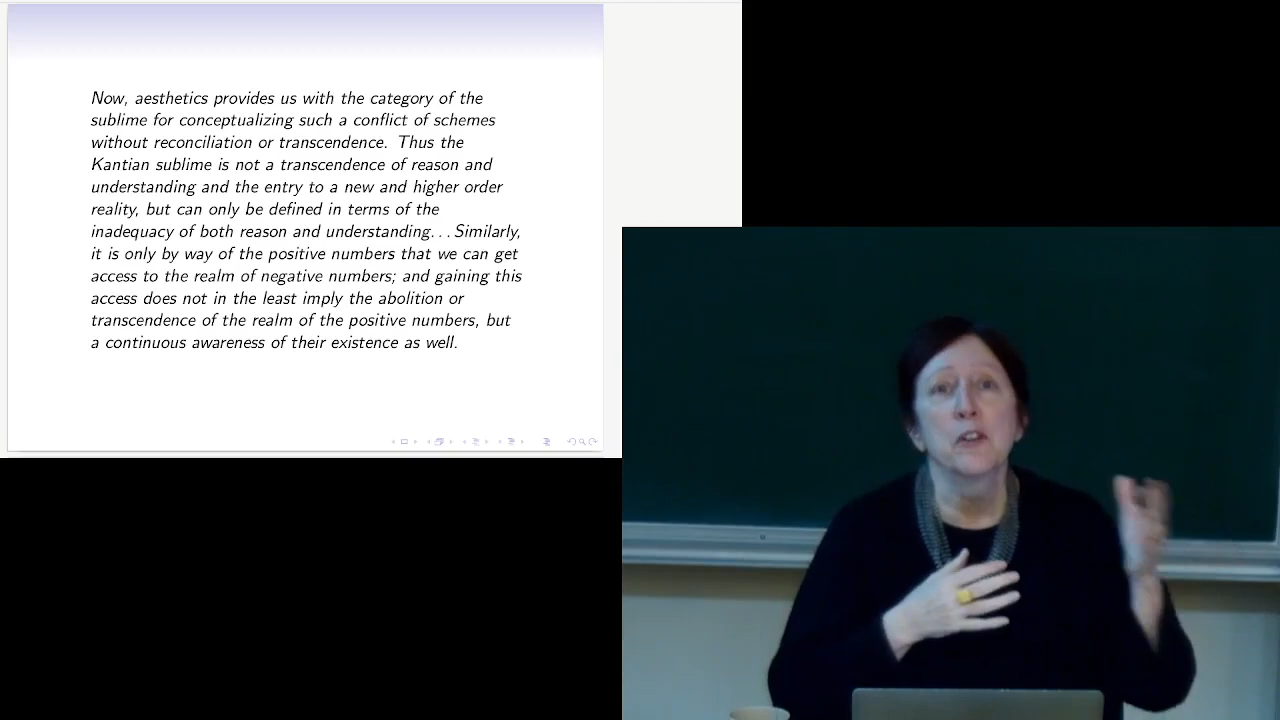 Now, aesthetics provides us with the category of the
sublime for conceptualizing such a conflict of schemes
without reconciliation or transcendence. Thus the
Kantian sublime is not a transcendence of reason and
understanding and the entry to a new and higher order
reality, but can only be defined in terms of the
inadequacy of both reason and understanding. . . Similarly,
it is only by way of the positive numbers that we can get
access to the realm of negative numbers; and gaining this
access does not in the least imply the abolition or
transcendence of the realm of the positive numbers, but
a continuous awareness of their existence as well.